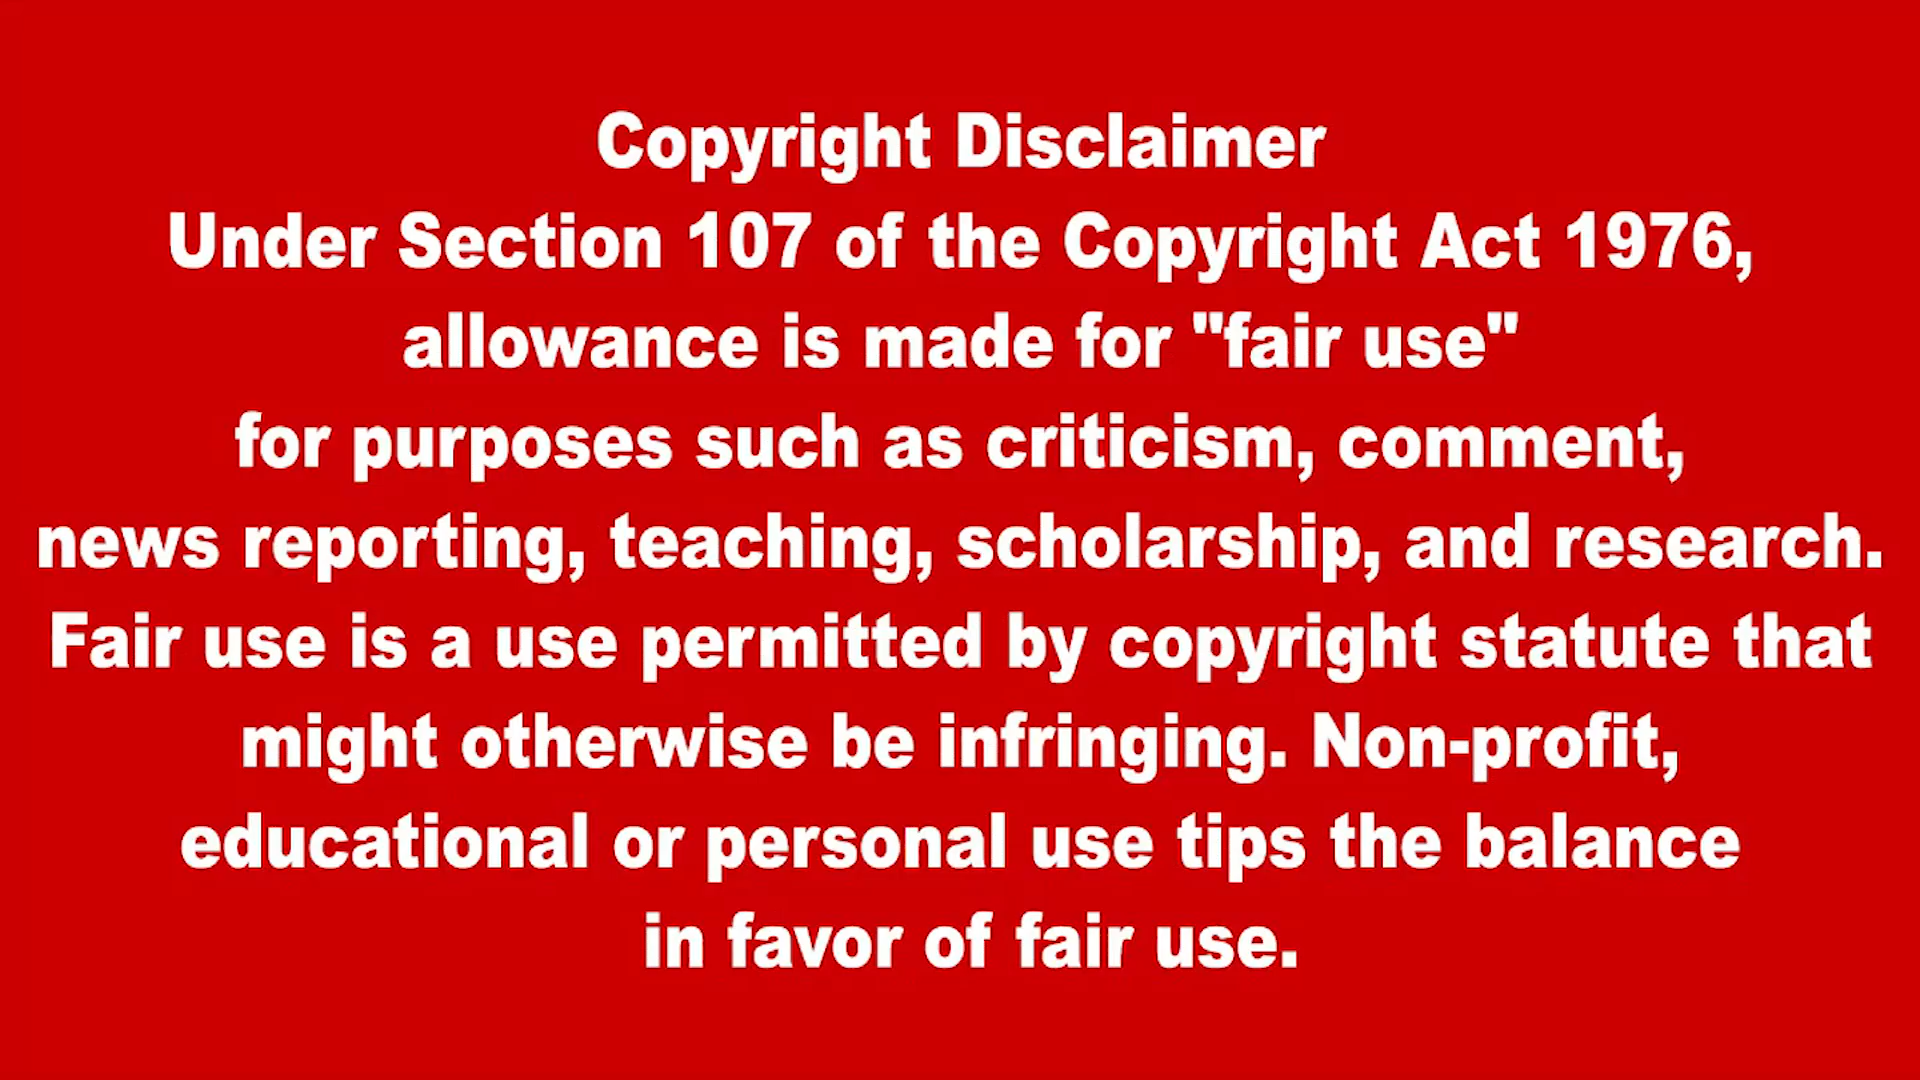 Copyright Disclaimer
Under Section 107 of the Copyright Act 1976,
allowance is made for "fair use"
for purposes such as criticism, comment,
news reporting, teaching, scholarship, and research.
Fair use is a use permitted by copyright statute that
might otherwise be infringing. Non-profit,
educational or personal use tips the balance
in favor of fair use.